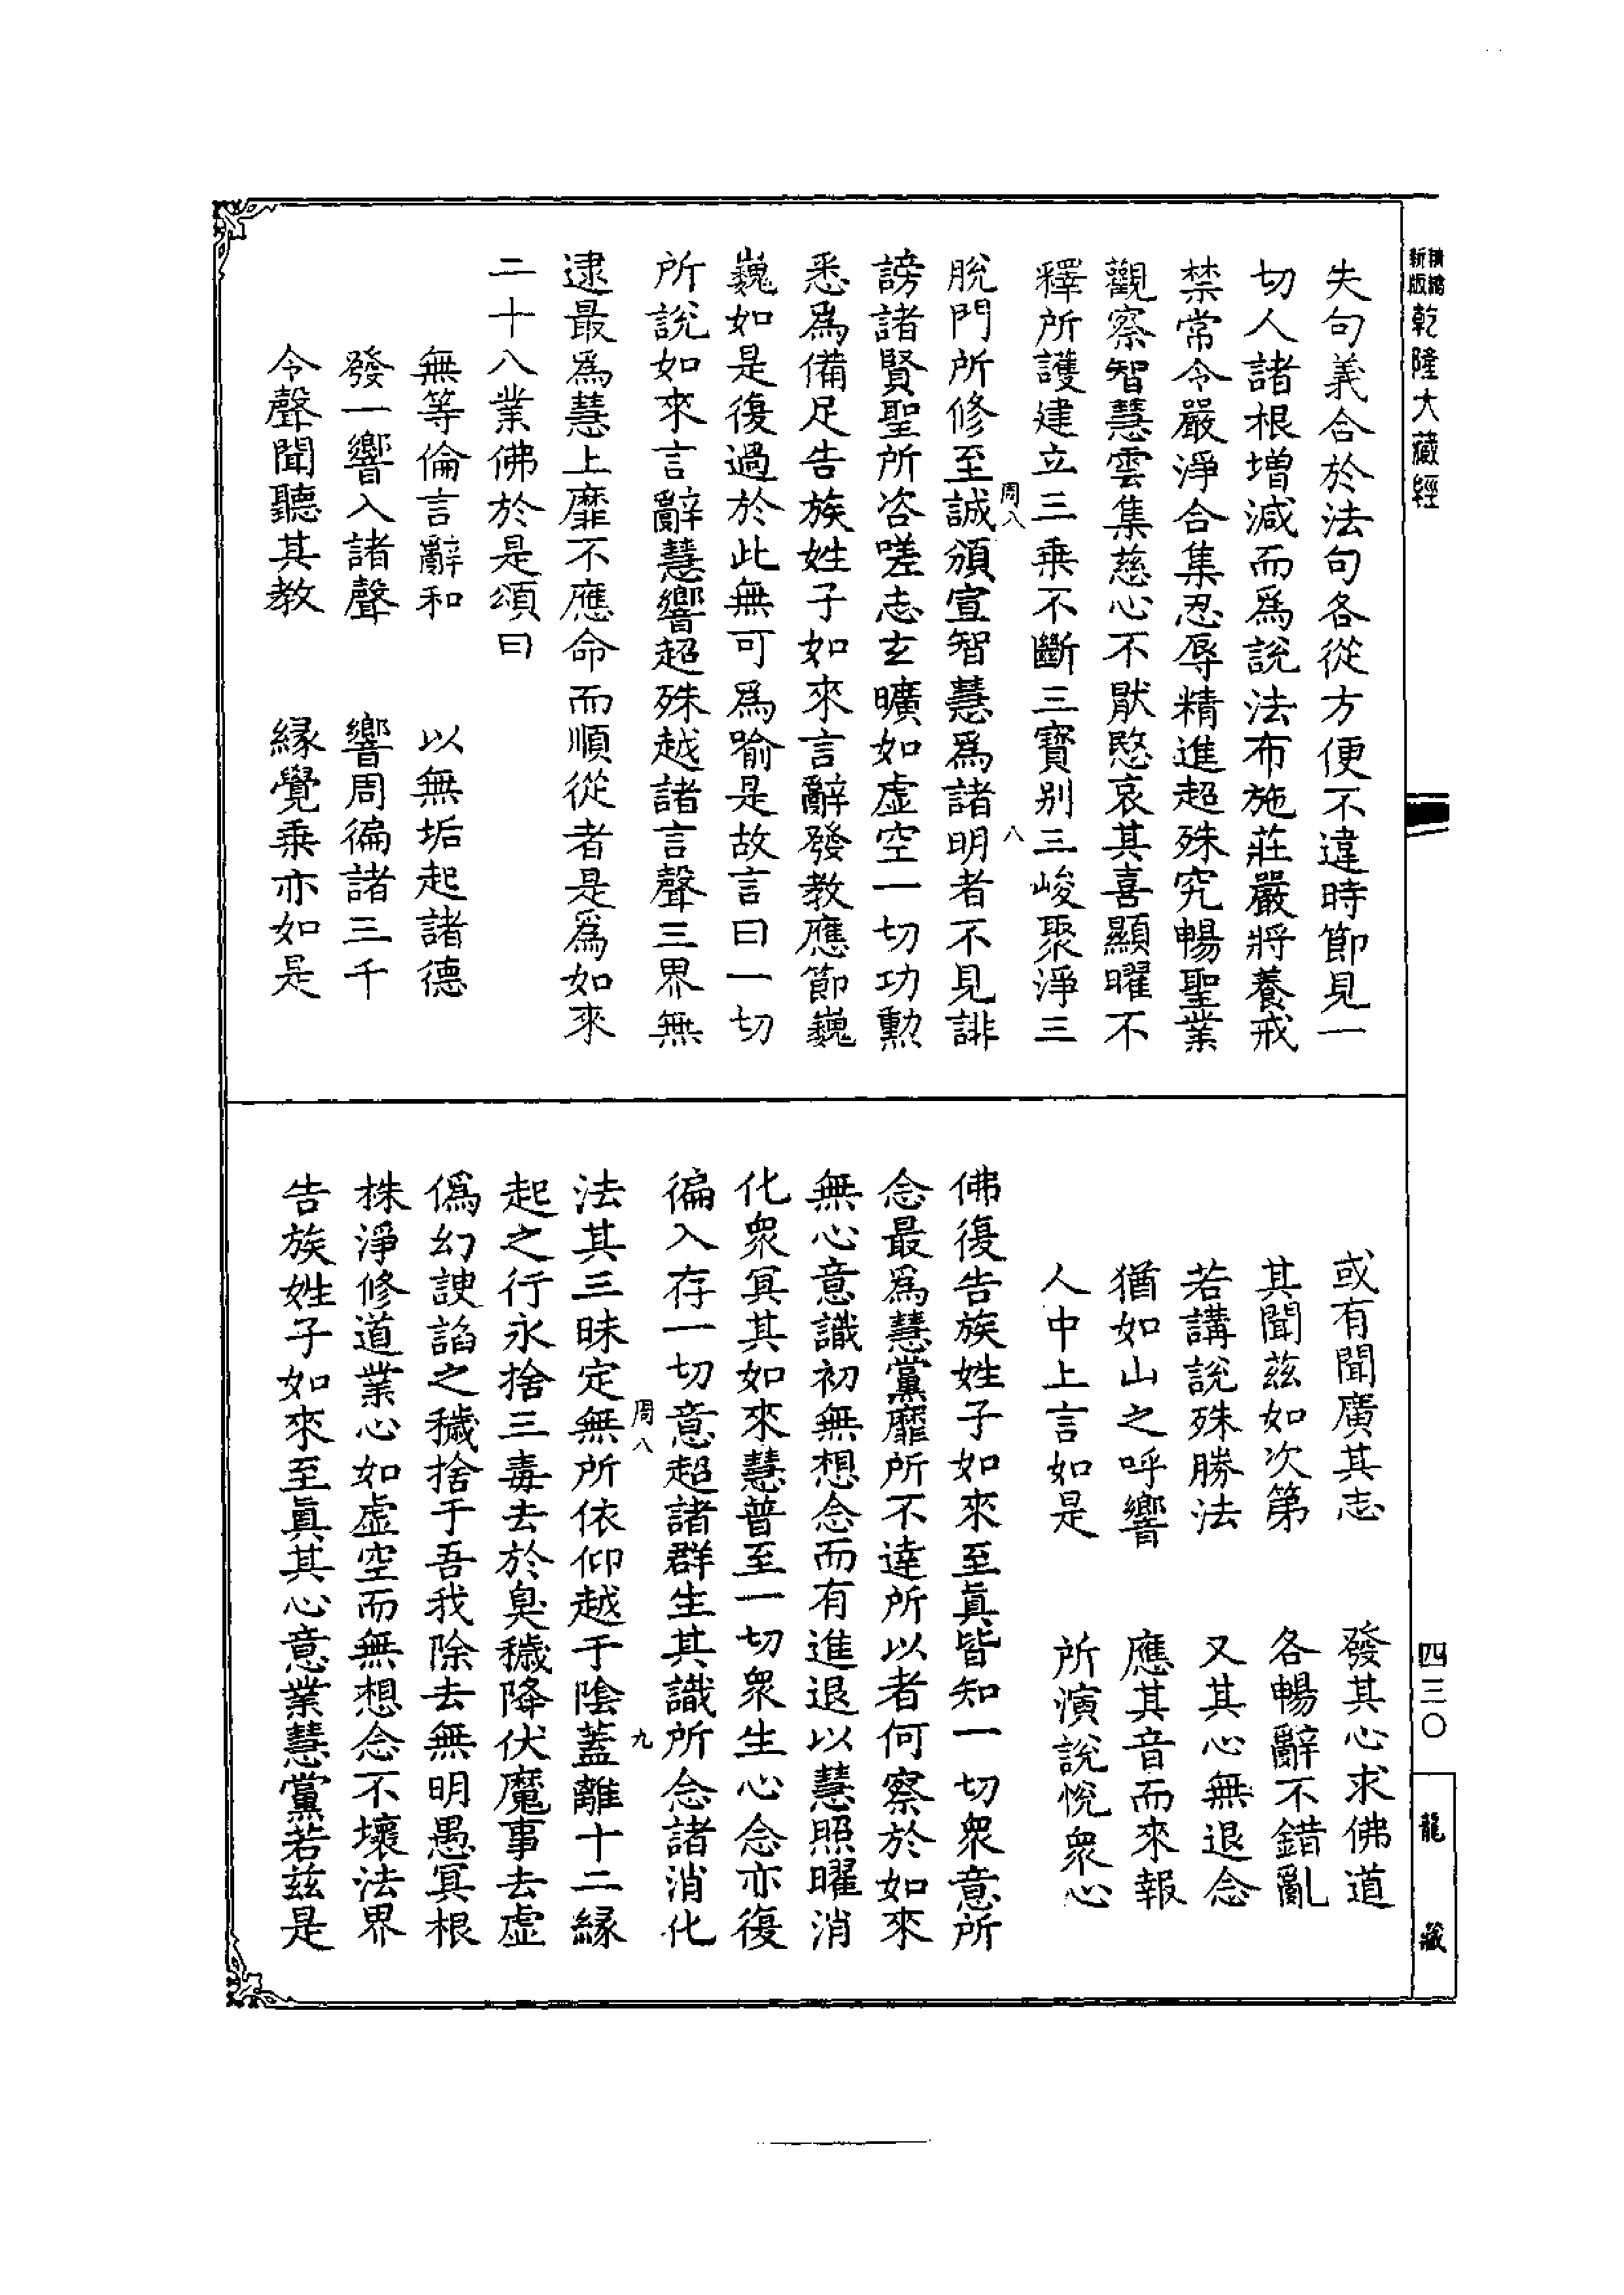 精縮
新版
乾隆大藏經
失句義合於法句各從方便不違時節見一
切人諸根增減而爲說法布施莊嚴將養戒
禁常令嚴淨合集忍辱精進超殊究暢聖業
觀察智慧雲集慈心不猒愍哀其喜顯曜不
釋所護建立三乘不斷三寶别三峻聚淨三
周八
八
脫門所修至誠頒宣智慧爲諸明者不見誹
謗諸賢聖所咨嗟志玄曠如虛空一切功勲
悉爲備足告族姓子如來言辭發教應節巍
巍如是復過於此無可爲喻是故言曰一切
所說如來言辭慧響超殊越諸言聲三界無
逮最爲慧上靡不應命而順從者是爲如來
二十八業佛於是頌曰
無等倫言辭和　以無垢起諸德
發一響入諸聲　響周徧諸三千
令聲聞聽其教　緣覺乘亦如是
或有聞廣其志　發其心求佛道
其聞茲如次第　各暢辭不錯亂
若講說殊勝法　又其心無退念
猶如山之呼響　應其音而來報
人中上言如是　所演說悅衆心
佛復告族姓子如來至眞皆知一切衆意所
念最爲慧黨靡所不達所以者何察於如來
無心意識初無想念而有進退以慧照曜消
化衆冥其如來慧普至一切衆生心念亦復
徧入存一切意超諸群生其識所念諸消化
周八
九
法其三昧定無所依仰越于陰蓋離十二緣
起之行永捨三毒去於臭穢降伏魔事去虛
僞幻諛諂之穢捨于吾我除去無明愚冥根
株淨修道業心如虛空而無想念不壞法界
告族姓子如來至眞其心意業慧黨若茲是
四三〇
龍藏